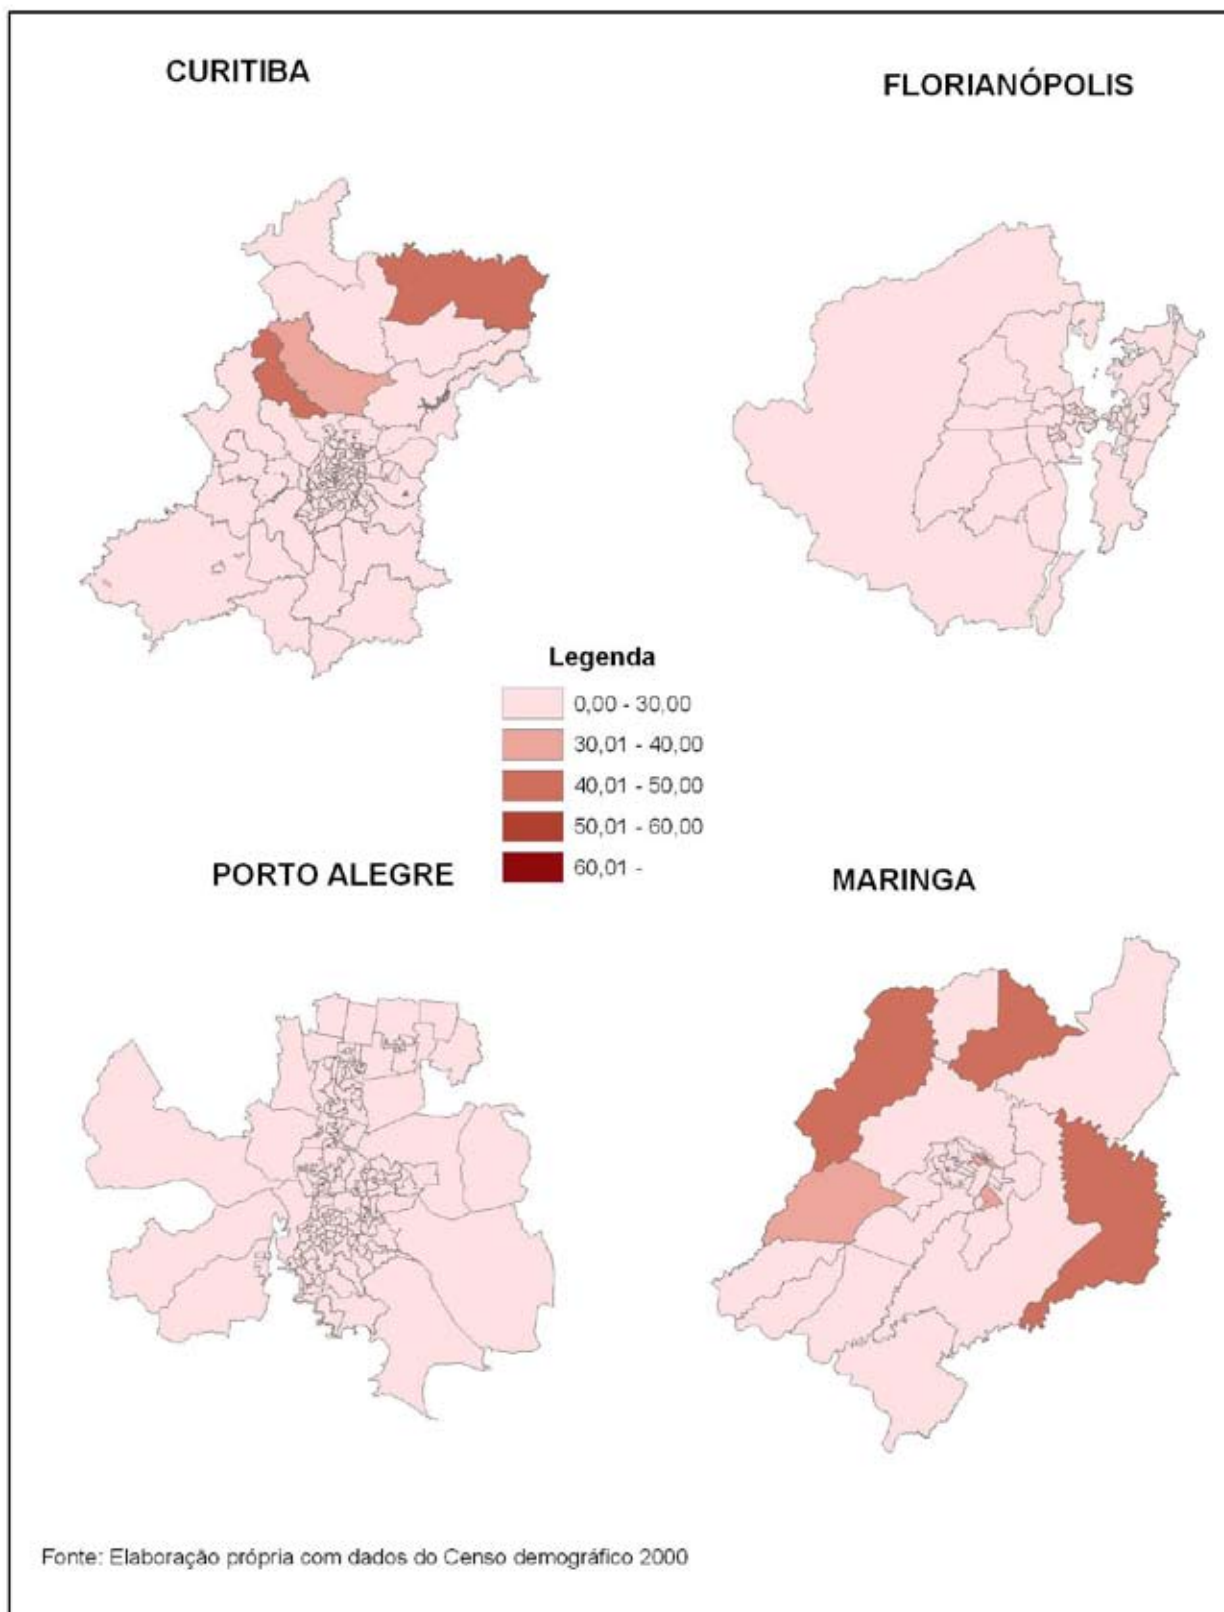 CURITIBA
FLORIANÓPOLIS
Legenda
0,00 - 30,00
30,01 - 40,00
40,01 - 50,00
50,01 - 60,00
60,01 -
PORTO ALEGRE
MARINGA
Fonte: Elaboração própria com dados do Censo demográfico 2000